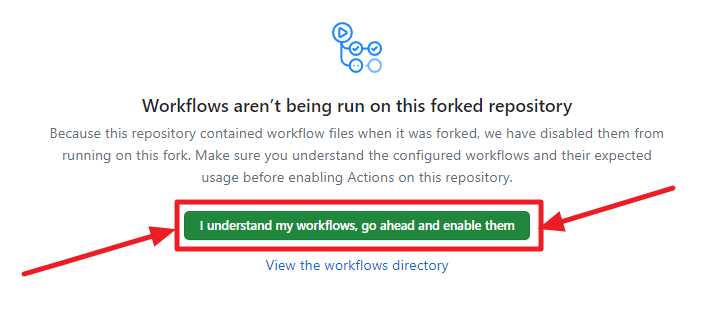 Workflows aren’t being run on this forked repository
Because this repository contained workflow files when it was forked, we have disabled them from
running on this fork. Make sure you understand the configured workflows and their expected
usage before enabling Actions on this repository.
I understand my workflows, go ahead and enable them
View the workflows directory